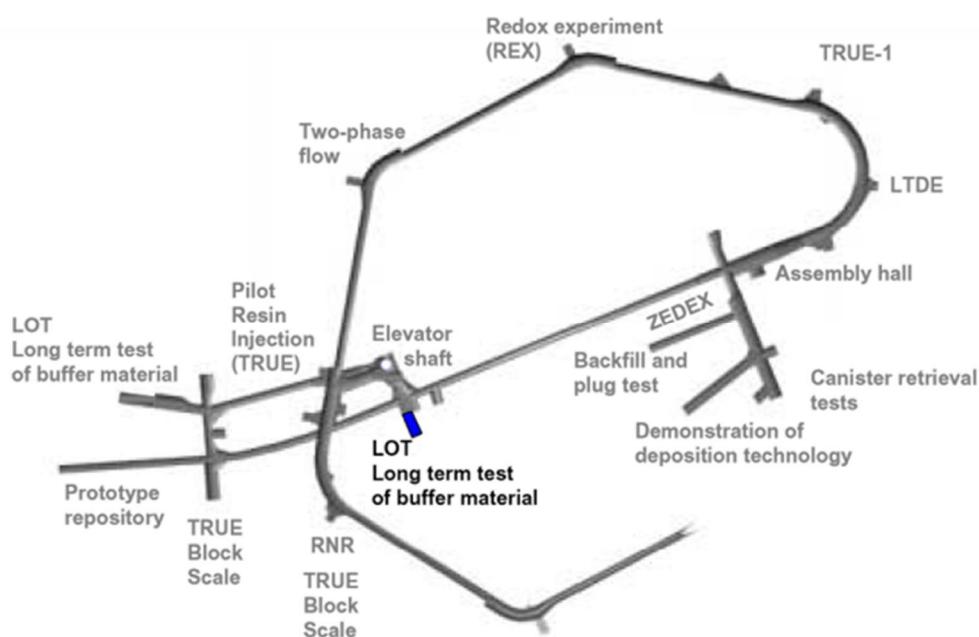 Redox experiment
(REX)
TRUE-1
Two-phase
flow
LTDE
Assembly hall
Pilot
Resin
Injection
(TRUE)
ZEDEX
LOT
Long term test
of buffer material
Elevator
shaft
Backfill and
plug test
Canister retrieval
tests
Demonstration of
deposition technology
LOT
Long term test
of buffer material
Prototype
repository
TRUE
Block
Scale
RNR
TRUE
Block
Scale